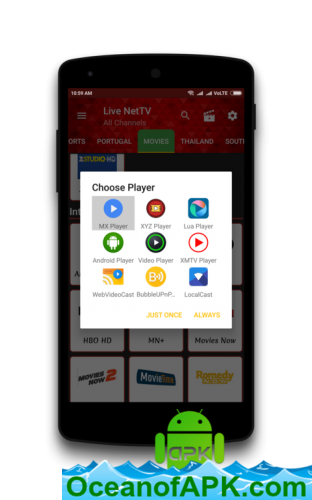 10:59 AM VoLTE
Live NetTV
All Channels
ORTS PORTUGAL MOVIES THAILAND SOUTH
STUDIO HD
Int
Choose Player
MX Player XYZ Player Lua Player
Android Player Video Player XMTV Player
WebVideoCast BubbleUPnP... LocalCast
JUST ONCE ALWAYS
HBO HD MN+ Movies Now
MOVIES NOW 2 MOVIEBOX Romedy
APK
OceanofAPK.com